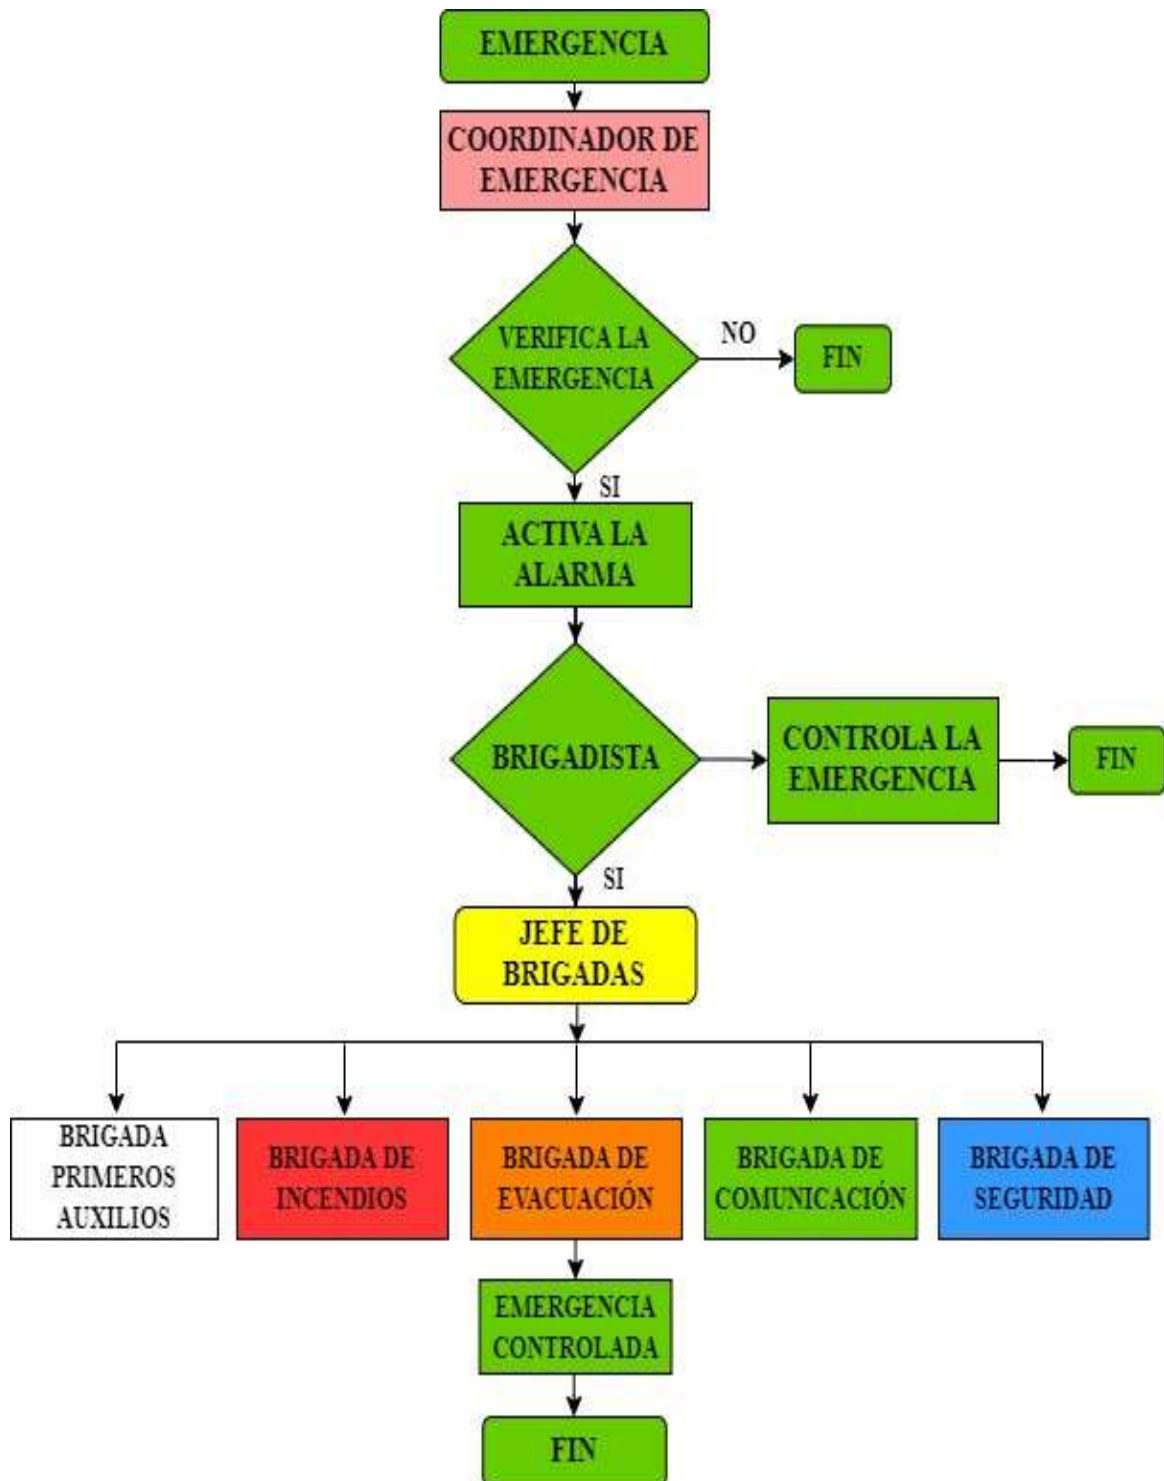 EMERGENCIA
COORDINADOR DE
EMERGENCIA
VERIFICA LA
EMERGENCIA
NO
FIN
SI
ACTIVA LA
ALARMA
BRIGADISTA
CONTROLA LA
EMERGENCIA
FIN
SI
JEFE DE
BRIGADAS
BRIGADA
PRIMEROS
AUXILIOS
BRIGADA DE
INCENDIOS
BRIGADA DE
EVACUACIÓN
BRIGADA DE
COMUNICACIÓN
BRIGADA DE
SEGURIDAD
EMERGENCIA
CONTROLADA
FIN